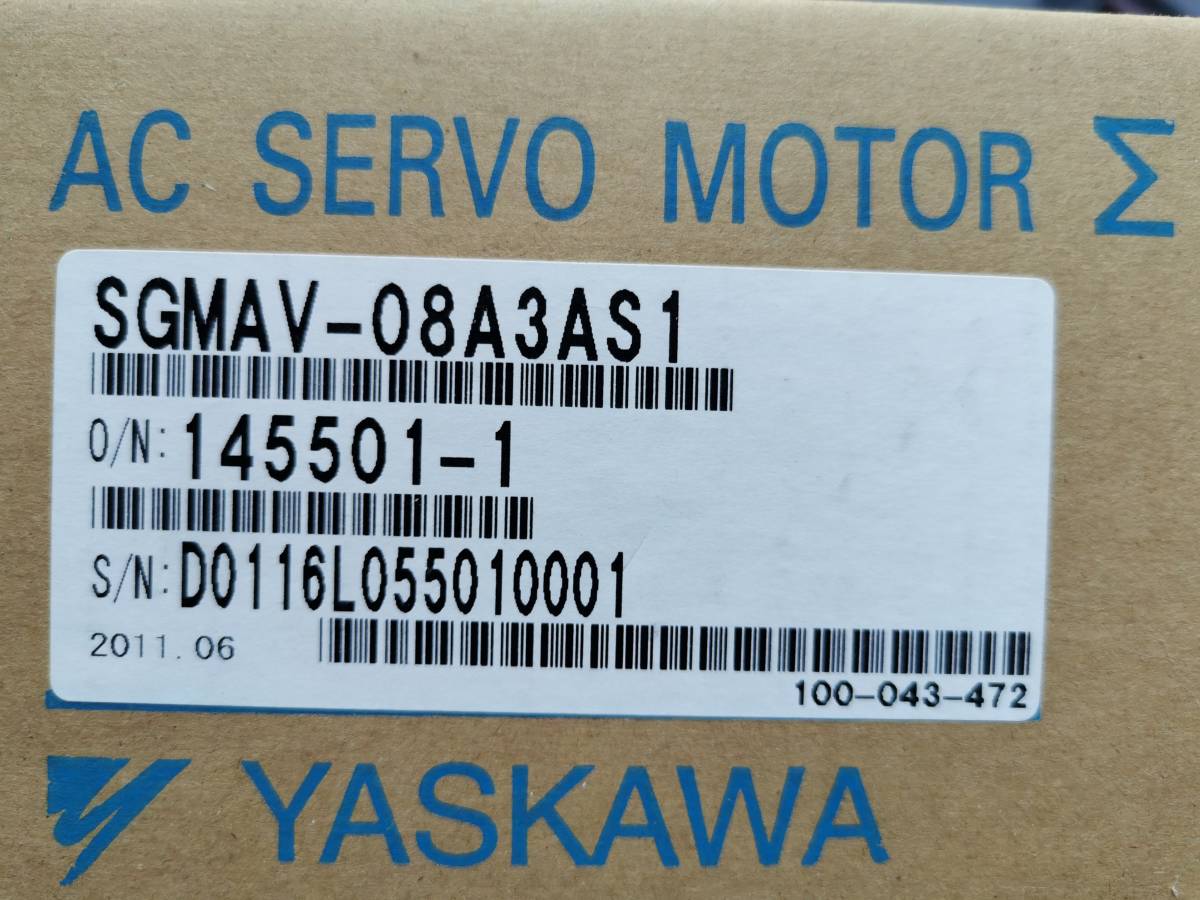 AC SERVO MOTOR Σ
SGMAV-08A3AS1
O/N: 145501-1
S/N: D0116L055010001
2011.06
100-043-472
YASKAWA